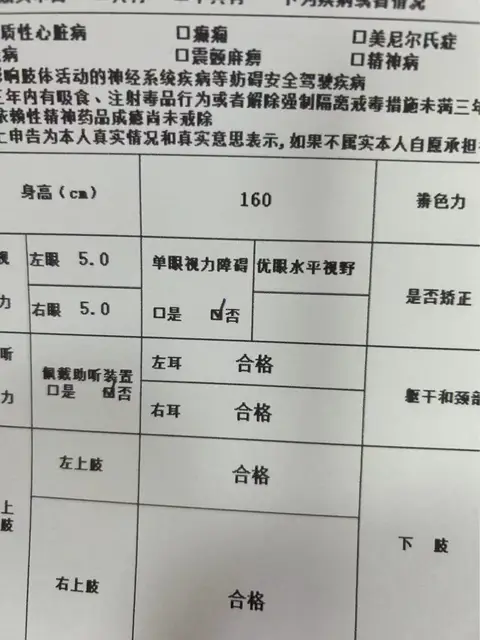 质性心脏病 □癫痫 □美尼尔氏症
病 □震颤麻痹 □精神病
影响肢体活动的神经系统疾病等妨碍安全驾驶疾病
三年内有吸食、注射毒品行为或者解除强制隔离戒毒措施未满三年
依赖性精神药品成瘾尚未戒除
上申告为本人真实情况和真实意思表示,如果不属实本人自愿承担
身高(cm) 160 辨色力
视 左眼 5.0 单眼视力障碍 优眼水平视野
力 右眼 5.0 □是 ☑否 是否矫正
听 佩戴助听装置 左耳 合格
力 □是 ☑否 右耳 合格 躯干和颈部
左上肢 合格
上肢 下 肢
右上肢 合格